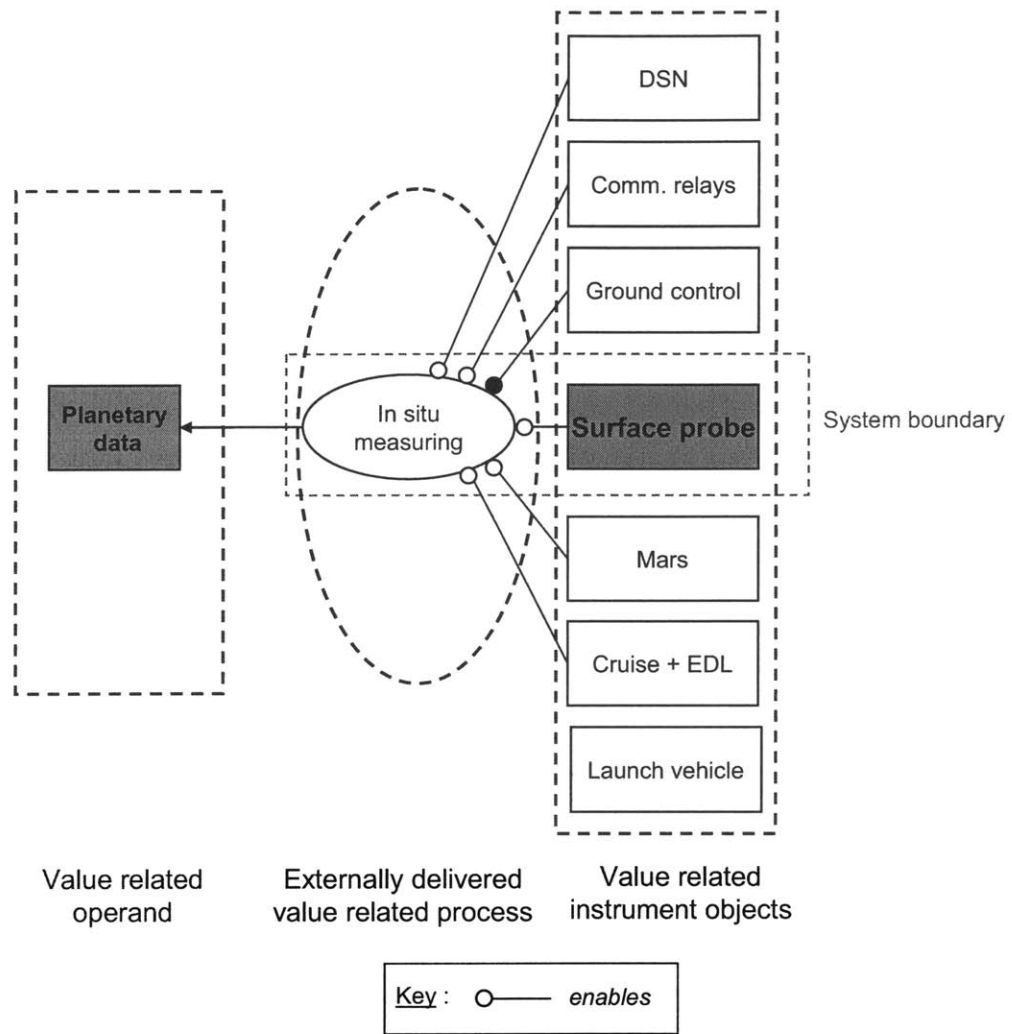 DSN
Comm. relays
Ground control
Planetary
data
In situ
measuring
Surface probe
System boundary
Mars
Cruise + EDL
Launch vehicle
Value related
operand
Externally delivered
value related process
Value related
instrument objects
Key : enables